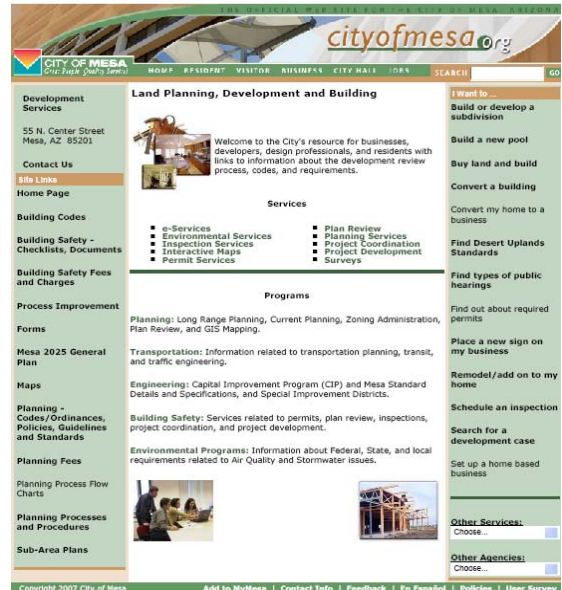 THE OFFICIAL WEB SITE FOR THE CITY OF MESA, ARIZONA
cityofmesa.org
CITY OF MESA
Great People, Quality Service!
HOME RESIDENT VISITOR BUSINESS CITY HALL JOBS
SEARCH
GO
Development
Services
55 N. Center Street
Mesa, AZ 85201
Contact Us
Site Links
Home Page
Building Codes
Building Safety -
Checklists, Documents
Building Safety Fees
and Charges
Process Improvement
Forms
Mesa 2025 General
Plan
Maps
Planning -
Codes/Ordinances,
Policies, Guidelines
and Standards
Planning Fees
Planning Process Flow
Charts
Planning Processes
and Procedures
Sub-Area Plans
Land Planning, Development and Building
Welcome to the City's resource for businesses,
developers, design professionals, and residents with
links to information about the development review
process, codes, and requirements.
Services
e-Services
Environmental Services
Inspection Services
Interactive Maps
Permit Services
Plan Review
Planning Services
Project Coordination
Project Development
Surveys
Programs
Planning: Long Range Planning, Current Planning, Zoning Administration,
Plan Review, and GIS Mapping.
Transportation: Information related to transportation planning, transit,
and traffic engineering.
Engineering: Capital Improvement Program (CIP) and Mesa Standard
Details and Specifications, and Special Improvement Districts.
Building Safety: Services related to permits, plan review, inspections,
project coordination, and project development.
Environmental Programs: Information about Federal, State, and local
requirements related to Air Quality and Stormwater issues.
I Want to ...
Build or develop a
subdivision
Build a new pool
Buy land and build
Convert a building
Convert my home to a
business
Find Desert Uplands
Standards
Find types of public
hearings
Find out about required
permits
Place a new sign on
my business
Remodel/add on to my
home
Schedule an inspection
Search for a
development case
Set up a home based
business
Other Services:
Choose...
Other Agencies:
Choose...
Copyright 2007 City of Mesa
Add to MyMesa | Contact Info | Feedback | En Español | Policies | User Survey